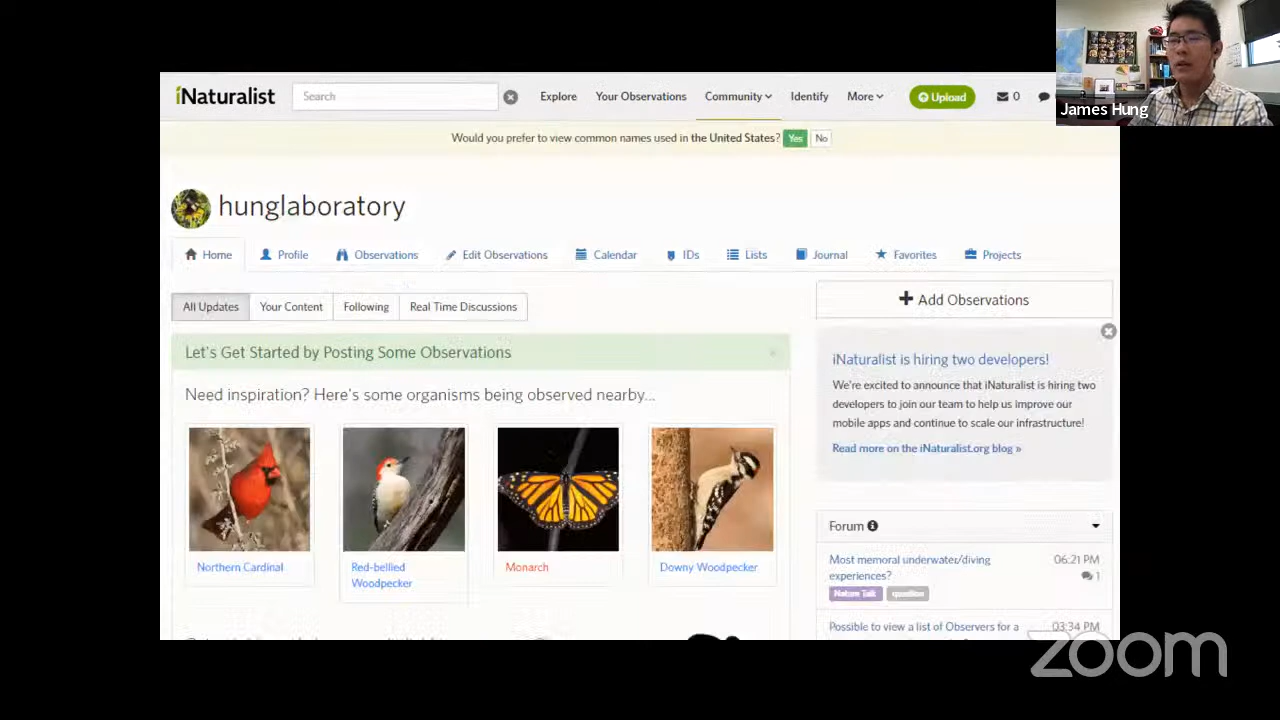 iNaturalist
Search
Explore
Your Observations
Community
Identify
More
Upload
0
James Hung
Would you prefer to view common names used in the United States? Yes No
hunglaboratory
Home
Profile
Observations
Edit Observations
Calendar
IDs
Lists
Journal
Favorites
Projects
All Updates
Your Content
Following
Real Time Discussions
Let's Get Started by Posting Some Observations
Need inspiration? Here's some organisms being observed nearby...
Northern Cardinal
Red-bellied
Woodpecker
Monarch
Downy Woodpecker
Add Observations
iNaturalist is hiring two developers!
We're excited to announce that iNaturalist is hiring two
developers to join our team to help us improve our
mobile apps and continue to scale our infrastructure!
Read more on the iNaturalist.org blog »
Forum
Most memoral underwater/diving
experiences?
06:21 PM
1
Nature Talk
question
Possible to view a list of Observers for a
03:34 PM
zoom